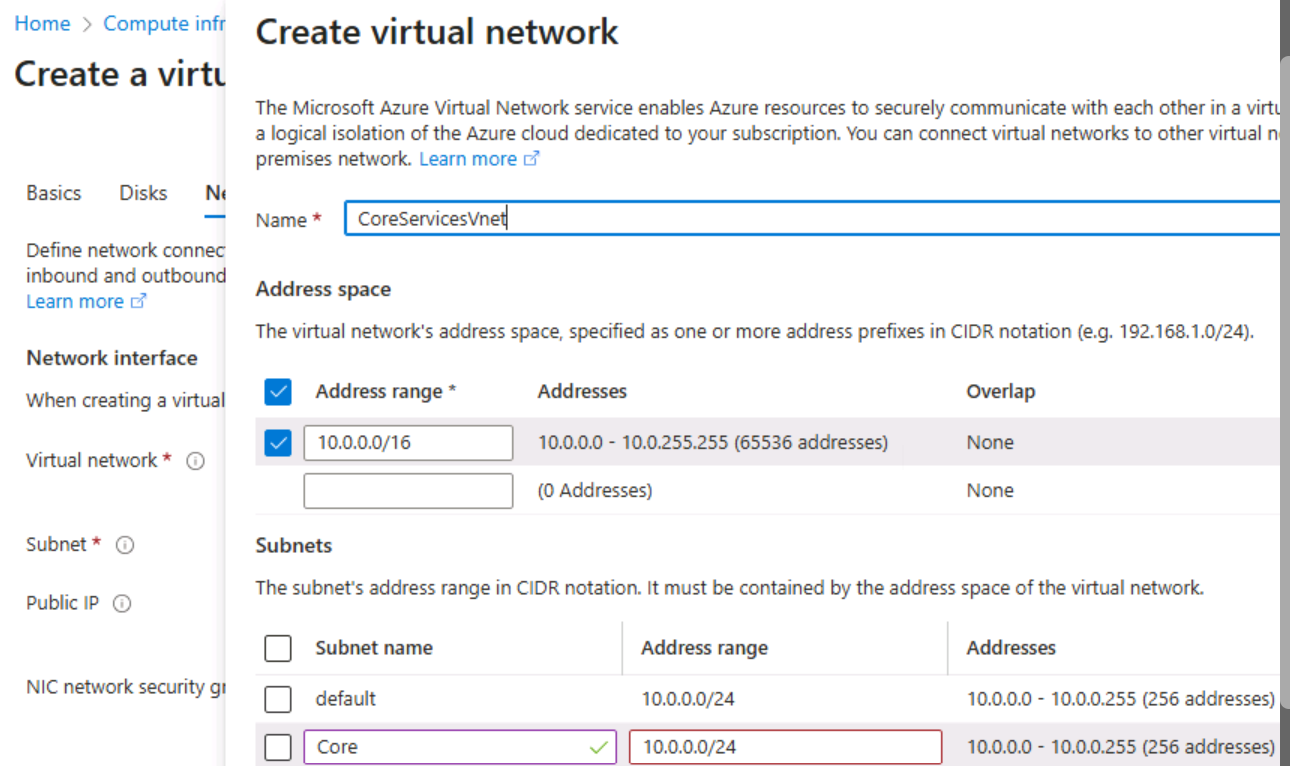 Home > Compute infr
Create a virtu
Basics Disks Ne
Define network connec
inbound and outbound
Learn more
Network interface
When creating a virtual
Virtual network *
Subnet *
Public IP
NIC network security gr
Create virtual network
The Microsoft Azure Virtual Network service enables Azure resources to securely communicate with each other in a virtu
a logical isolation of the Azure cloud dedicated to your subscription. You can connect virtual networks to other virtual n
premises network. Learn more
Name * CoreServicesVnet
Address space
The virtual network's address space, specified as one or more address prefixes in CIDR notation (e.g. 192.168.1.0/24).
Address range * Addresses Overlap
10.0.0.0/16 10.0.0.0 - 10.0.255.255 (65536 addresses) None
(0 Addresses) None
Subnets
The subnet's address range in CIDR notation. It must be contained by the address space of the virtual network.
Subnet name Address range Addresses
default 10.0.0.0/24 10.0.0.0 - 10.0.0.255 (256 addresses)
Core 10.0.0.0/24 10.0.0.0 - 10.0.0.255 (256 addresses)